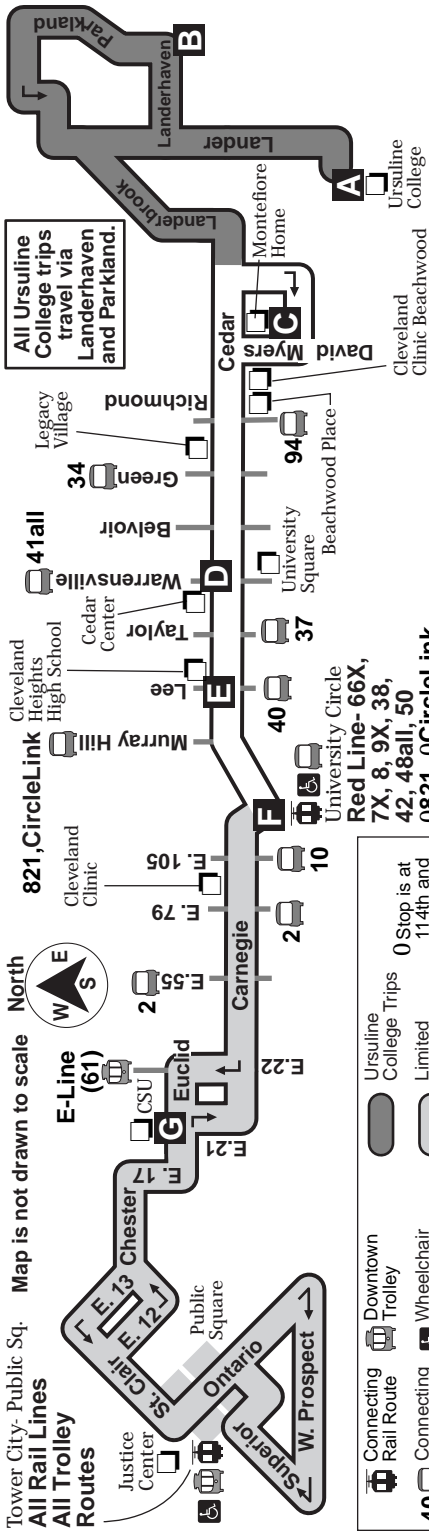 Tower City- Public Sq.
All Rail Lines
All Trolley
Routes
Map is not drawn to scale
North
W
E
S
Justice
Center
Public
Square
Superior
W. Prospect
Ontario
St. Clair
E. 12
E. 13
Chester
E. 17
E.21
E.22
G
CSU
Euclid
E-Line
(61)
Carnegie
2
E.55
E. 79
2
Cleveland
Clinic
E. 105
10
F
821,CircleLink
Murray Hill
University Circle
Red Line- 66X,
7X, 8, 9X, 38,
42, 48all, 50
Cleveland
Heights
High School
Lee
E
40
Taylor
37
Cedar
Center
41all
Warrensville
D
University
Square
Belvoir
34
Green
Legacy
Village
Richmond
94
Beachwood Place
Cleveland
Clinic Beachwood
Cedar
David
Myers
C
Montefiore
Home
All Ursuline
College trips
travel via
Landerhaven
and Parkland.
Landerbrook
Lander
Landerhaven
Parkland
B
A
Ursuline
College
Connecting
Rail Route
Downtown
Trolley
Ursuline
College Trips
0 Stop is at
114th and
40
Connecting
Wheelchair
Limited